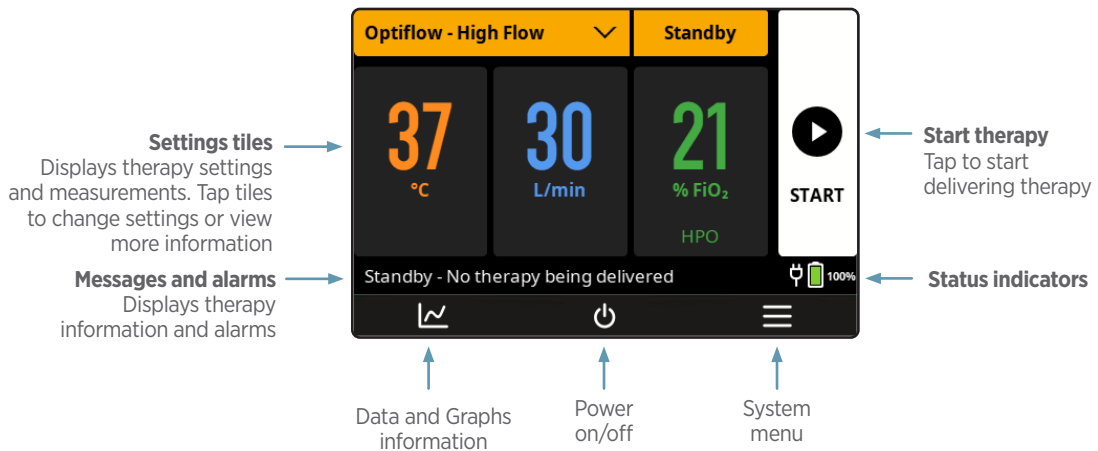 Optiflow - High Flow
Standby
37
°C
30
L/min
21
% FiO₂
HPO
START
Standby - No therapy being delivered
100%
Settings tiles
Displays therapy settings
and measurements. Tap tiles
to change settings or view
more information
Messages and alarms
Displays therapy
information and alarms
Start therapy
Tap to start
delivering therapy
Status indicators
Data and Graphs
information
Power
on/off
System
menu